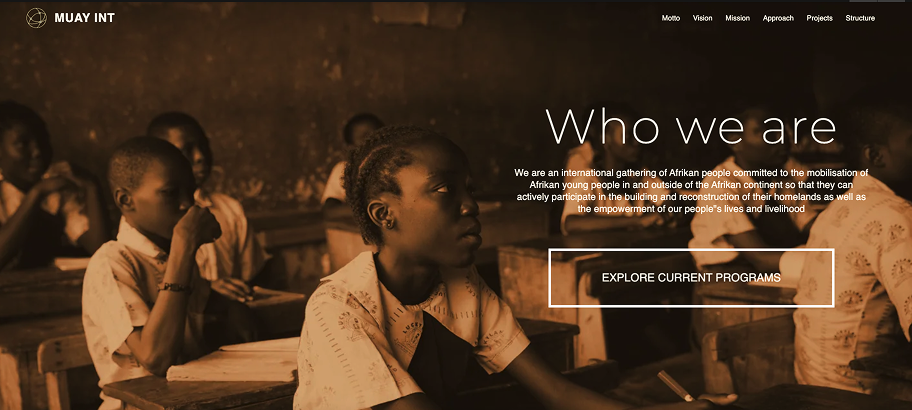 MUAY INT
Motto Vision Mission Approach Projects Structure
Who we are
We are an international gathering of Afrikan people committed to the mobilisation of
Afrikan young people in and outside of the Afrikan continent so that they can
actively participate in the building and reconstruction of their homelands as well as
the empowerment of our people"s lives and livelihood
EXPLORE CURRENT PROGRAMS